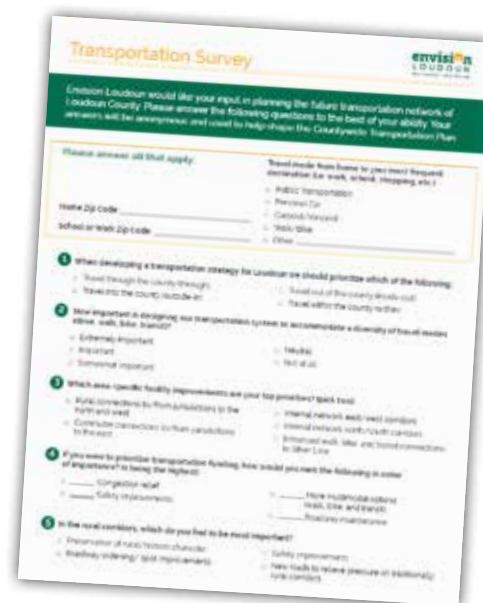 Transportation Survey
envision
LOUDOUN
Envision Loudoun would like your input in planning the future transportation network of
Loudoun County. Please answer the following questions to the best of your ability. Your
answers will be anonymous and used to help shape the Countywide Transportation Plan
Please answer all that apply:
Home Zip Code
School or Work Zip Code
Travel mode from home to your most frequent
destination (i.e. work, school, shopping, etc.)
Public Transportation
Personal Car
Carpool/Vanpool
Walk/Bike
Other
1 When developing a transportation strategy for Loudoun we should prioritize which of the following:
Travel through the county (through)
Travel into the county (outside-in)
Travel out of the county (inside-out)
Travel within the county (within)
2 How important is designing our transportation system to accommodate a diversity of travel modes
(drive, walk, bike, transit)?
Extremely important
Important
Somewhat important
Neutral
Not at all
3 Which area-specific facility improvements are your top priorities? (pick two)
Rural connections to/from jurisdictions to the
north and west
Commuter connections to/from jurisdictions
to the east
Internal network east/west corridors
Internal network north/south corridors
Enhanced walk, bike, and transit connections
to Silver Line
4 If you were to prioritize transportation funding, how would you rank the following in order
of importance? (1 being the highest)
Congestion relief
Safety improvements
More multimodal options
(walk, bike, and transit)
Roadway maintenance
5 In the rural corridors, which do you feel to be most important?
Preservation of rural/historic character
Roadway widening/ spot improvements
Safety improvements
New roads to relieve pressure on traditionally
rural corridors